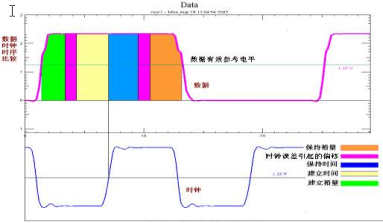 Data
数据
时钟
时序
比较
数据有效参考电平
数据
保持裕量
时钟误差引起的偏移
保持时间
建立时间
建立裕量
时钟